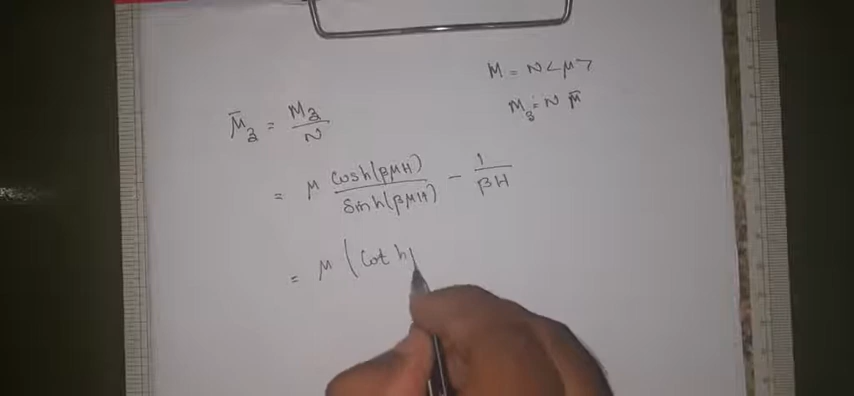 M = N<μ>
M_z = N μ̄
μ̄_z = M_z / N
= μ Cosh(βμH) / Sinh(βμH) - 1 / βH
= μ (Cot h(